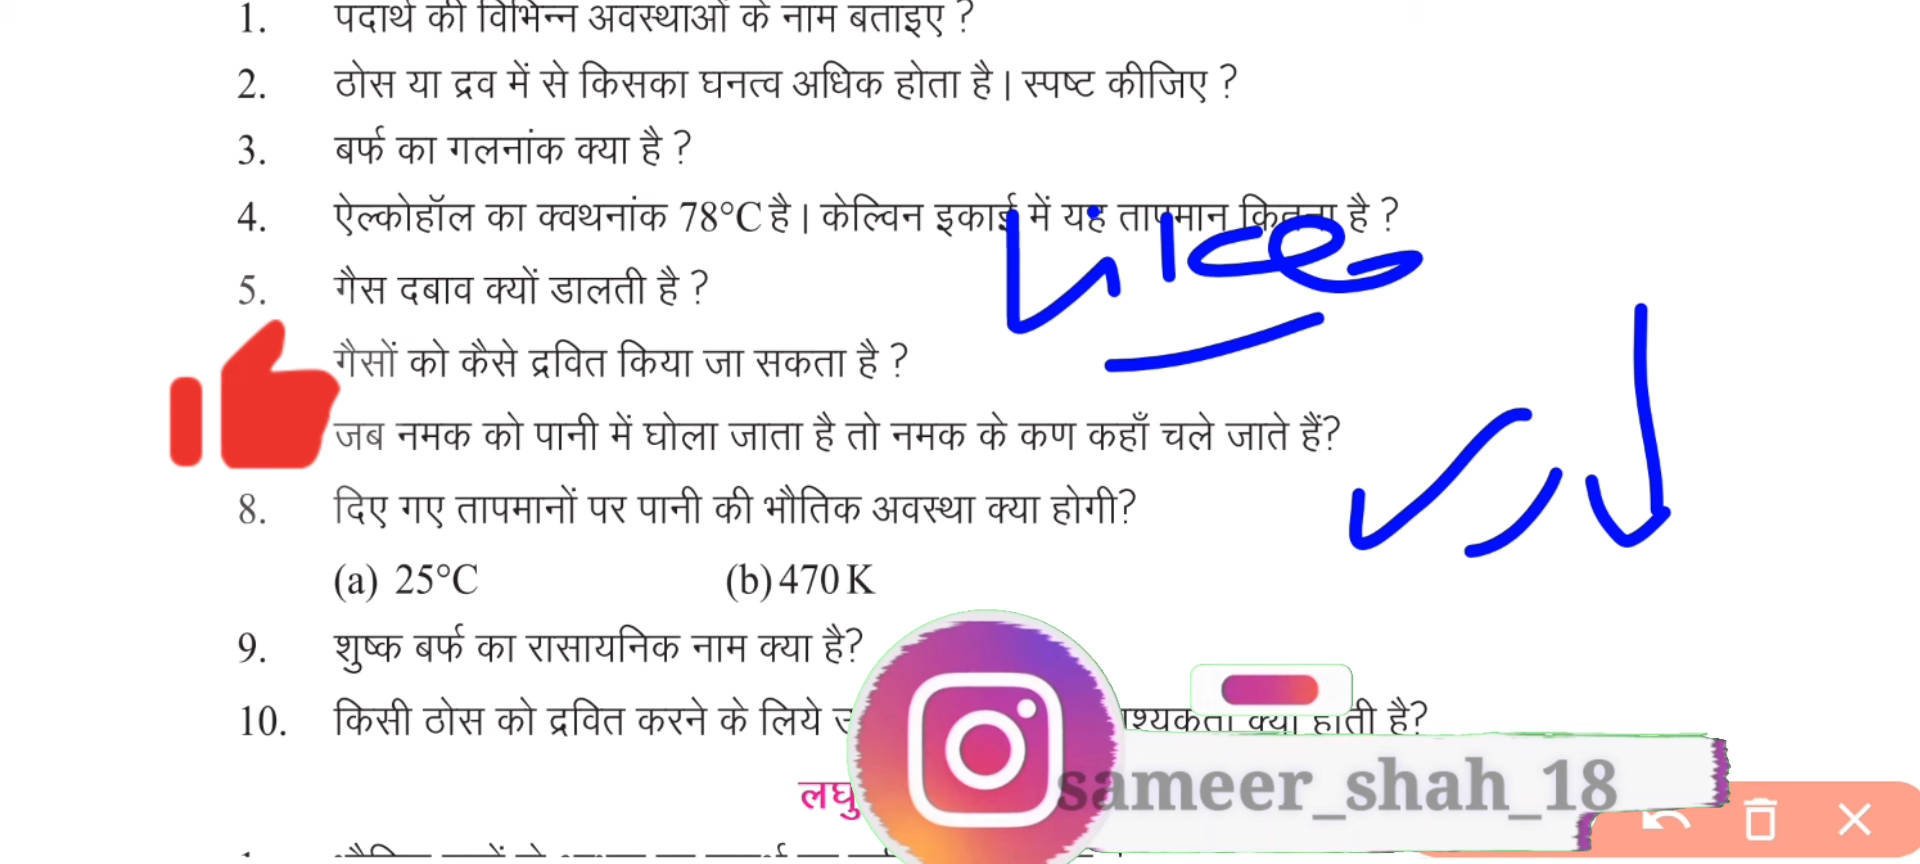 1. पदार्थ की विभिन्न अवस्थाओं के नाम बताइए ?
2. ठोस या द्रव में से किसका घनत्व अधिक होता है। स्पष्ट कीजिए ?
3. बर्फ का गलनांक क्या है ?
4. ऐल्कोहॉल का क्वथनांक 78°C है। केल्विन इकाई में यह तापमान कितना है ?
5. गैस दबाव क्यों डालती है ?
गैसों को कैसे द्रवित किया जा सकता है ?
जब नमक को पानी में घोला जाता है तो नमक के कण कहाँ चले जाते हैं?
8. दिए गए तापमानों पर पानी की भौतिक अवस्था क्या होगी?
(a) 25°C (b) 470 K
9. शुष्क बर्फ का रासायनिक नाम क्या है?
10. किसी ठोस को द्रवित करने के लिये क्या होती है?
sameer_shah_18